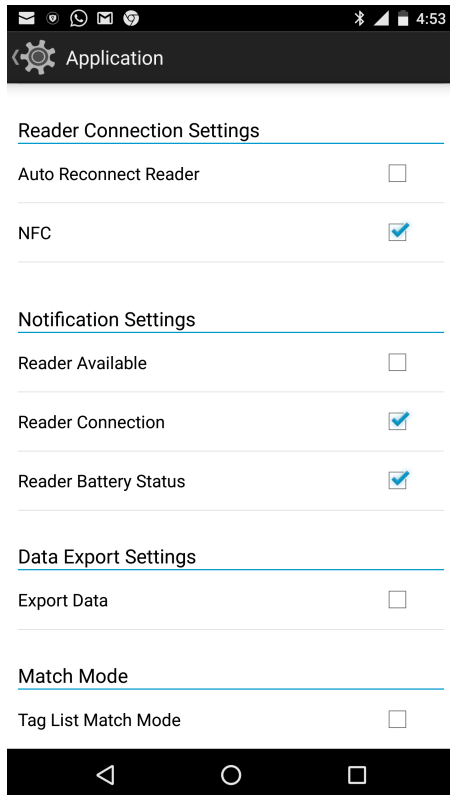 4:53
Application
Reader Connection Settings
Auto Reconnect Reader
NFC
Notification Settings
Reader Available
Reader Connection
Reader Battery Status
Data Export Settings
Export Data
Match Mode
Tag List Match Mode